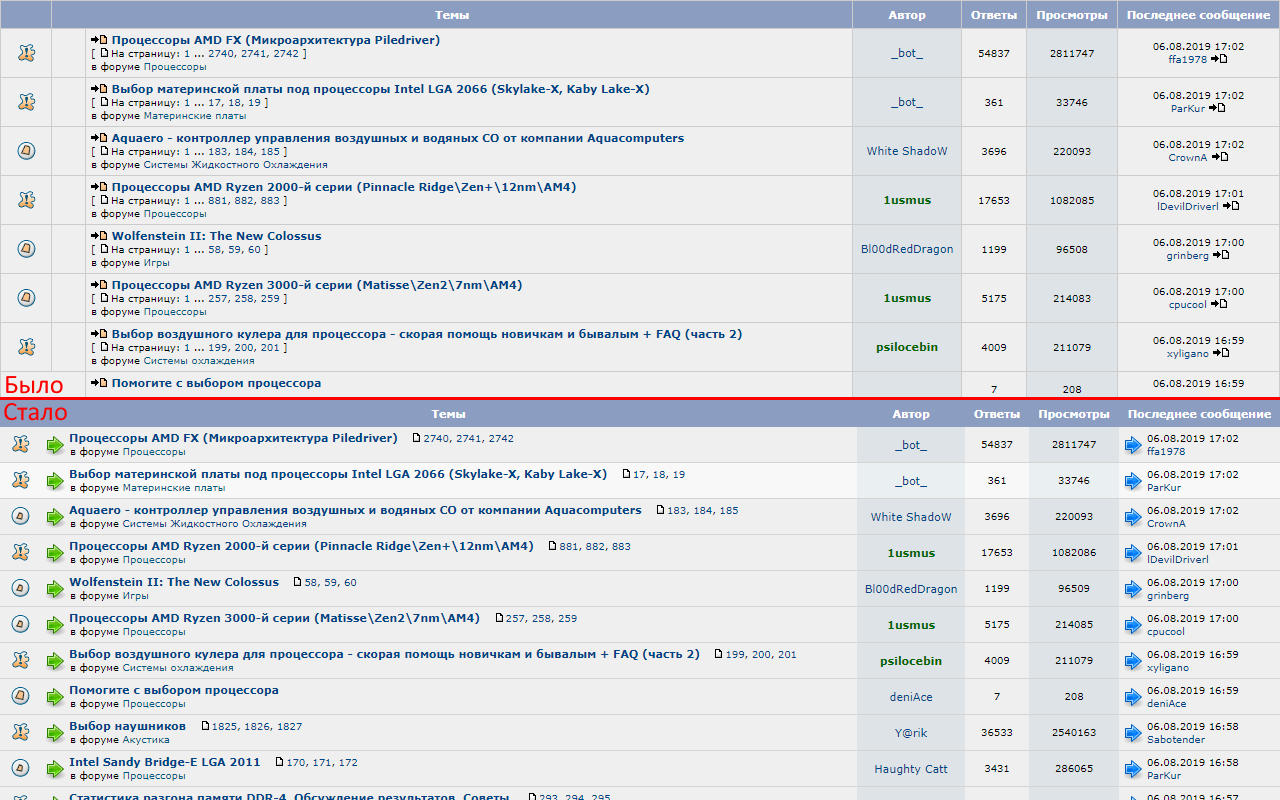 Темы Автор Ответы Просмотры Последнее сообщение
Процессоры AMD FX (Микроархитектура Piledriver)
[ На страницу: 1 ... 2740, 2741, 2742 ]
в форуме Процессоры
_bot_ 54837 2811747
06.08.2019 17:02
ffa1978
Выбор материнской платы под процессоры Intel LGA 2066 (Skylake-X, Kaby Lake-X)
[ На страницу: 1 ... 17, 18, 19 ]
в форуме Материнские платы
_bot_ 361 33746
06.08.2019 17:02
ParKur
Aquaero - контроллер управления воздушных и водяных СО от компании Aquacomputers
[ На страницу: 1 ... 183, 184, 185 ]
в форуме Системы Жидкостного Охлаждения
White ShadoW 3696 220093
06.08.2019 17:02
CrownA
Процессоры AMD Ryzen 2000-й серии (Pinnacle Ridge\Zen+\12nm\AM4)
[ На страницу: 1 ... 881, 882, 883 ]
в форуме Процессоры
1usmus 17653 1082085
06.08.2019 17:01
lDevilDriverl
Wolfenstein II: The New Colossus
[ На страницу: 1 ... 58, 59, 60 ]
в форуме Игры
Bl00dRedDragon 1199 96508
06.08.2019 17:00
grinberg
Процессоры AMD Ryzen 3000-й серии (Matisse\Zen2\7nm\AM4)
[ На страницу: 1 ... 257, 258, 259 ]
в форуме Процессоры
1usmus 5175 214083
06.08.2019 17:00
cpucool
Выбор воздушного кулера для процессора - скорая помощь новичкам и бывалым + FAQ (часть 2)
[ На страницу: 1 ... 199, 200, 201 ]
в форуме Системы охлаждения
psilocebin 4009 211079
06.08.2019 16:59
xyligano
Было
Помогите с выбором процессора
7 208
06.08.2019 16:59
Стало
Темы Автор Ответы Просмотры Последнее сообщение
Процессоры AMD FX (Микроархитектура Piledriver) 2740, 2741, 2742
в форуме Процессоры
_bot_ 54837 2811747
06.08.2019 17:02
ffa1978
Выбор материнской платы под процессоры Intel LGA 2066 (Skylake-X, Kaby Lake-X) 17, 18, 19
в форуме Материнские платы
_bot_ 361 33746
06.08.2019 17:02
ParKur
Aquaero - контроллер управления воздушных и водяных СО от компании Aquacomputers 183, 184, 185
в форуме Системы Жидкостного Охлаждения
White ShadoW 3696 220093
06.08.2019 17:02
CrownA
Процессоры AMD Ryzen 2000-й серии (Pinnacle Ridge\Zen+\12nm\AM4) 881, 882, 883
в форуме Процессоры
1usmus 17653 1082086
06.08.2019 17:01
lDevilDriverl
Wolfenstein II: The New Colossus 58, 59, 60
в форуме Игры
Bl00dRedDragon 1199 96509
06.08.2019 17:00
grinberg
Процессоры AMD Ryzen 3000-й серии (Matisse\Zen2\7nm\AM4) 257, 258, 259
в форуме Процессоры
1usmus 5175 214085
06.08.2019 17:00
cpucool
Выбор воздушного кулера для процессора - скорая помощь новичкам и бывалым + FAQ (часть 2) 199, 200, 201
в форуме Системы охлаждения
psilocebin 4009 211079
06.08.2019 16:59
xyligano
Помогите с выбором процессора
в форуме Процессоры
deniAce 7 208
06.08.2019 16:59
deniAce
Выбор наушников 1825, 1826, 1827
в форуме Акустика
Y@rik 36533 2540163
06.08.2019 16:58
Sabotender
Intel Sandy Bridge-E LGA 2011 170, 171, 172
в форуме Процессоры
Haughty Catt 3431 286065
06.08.2019 16:58
ParKur
Статистика разгона памяти DDR-4. Обсуждение результатов. Советы 293, 294, 295
06.08.2019 16:57